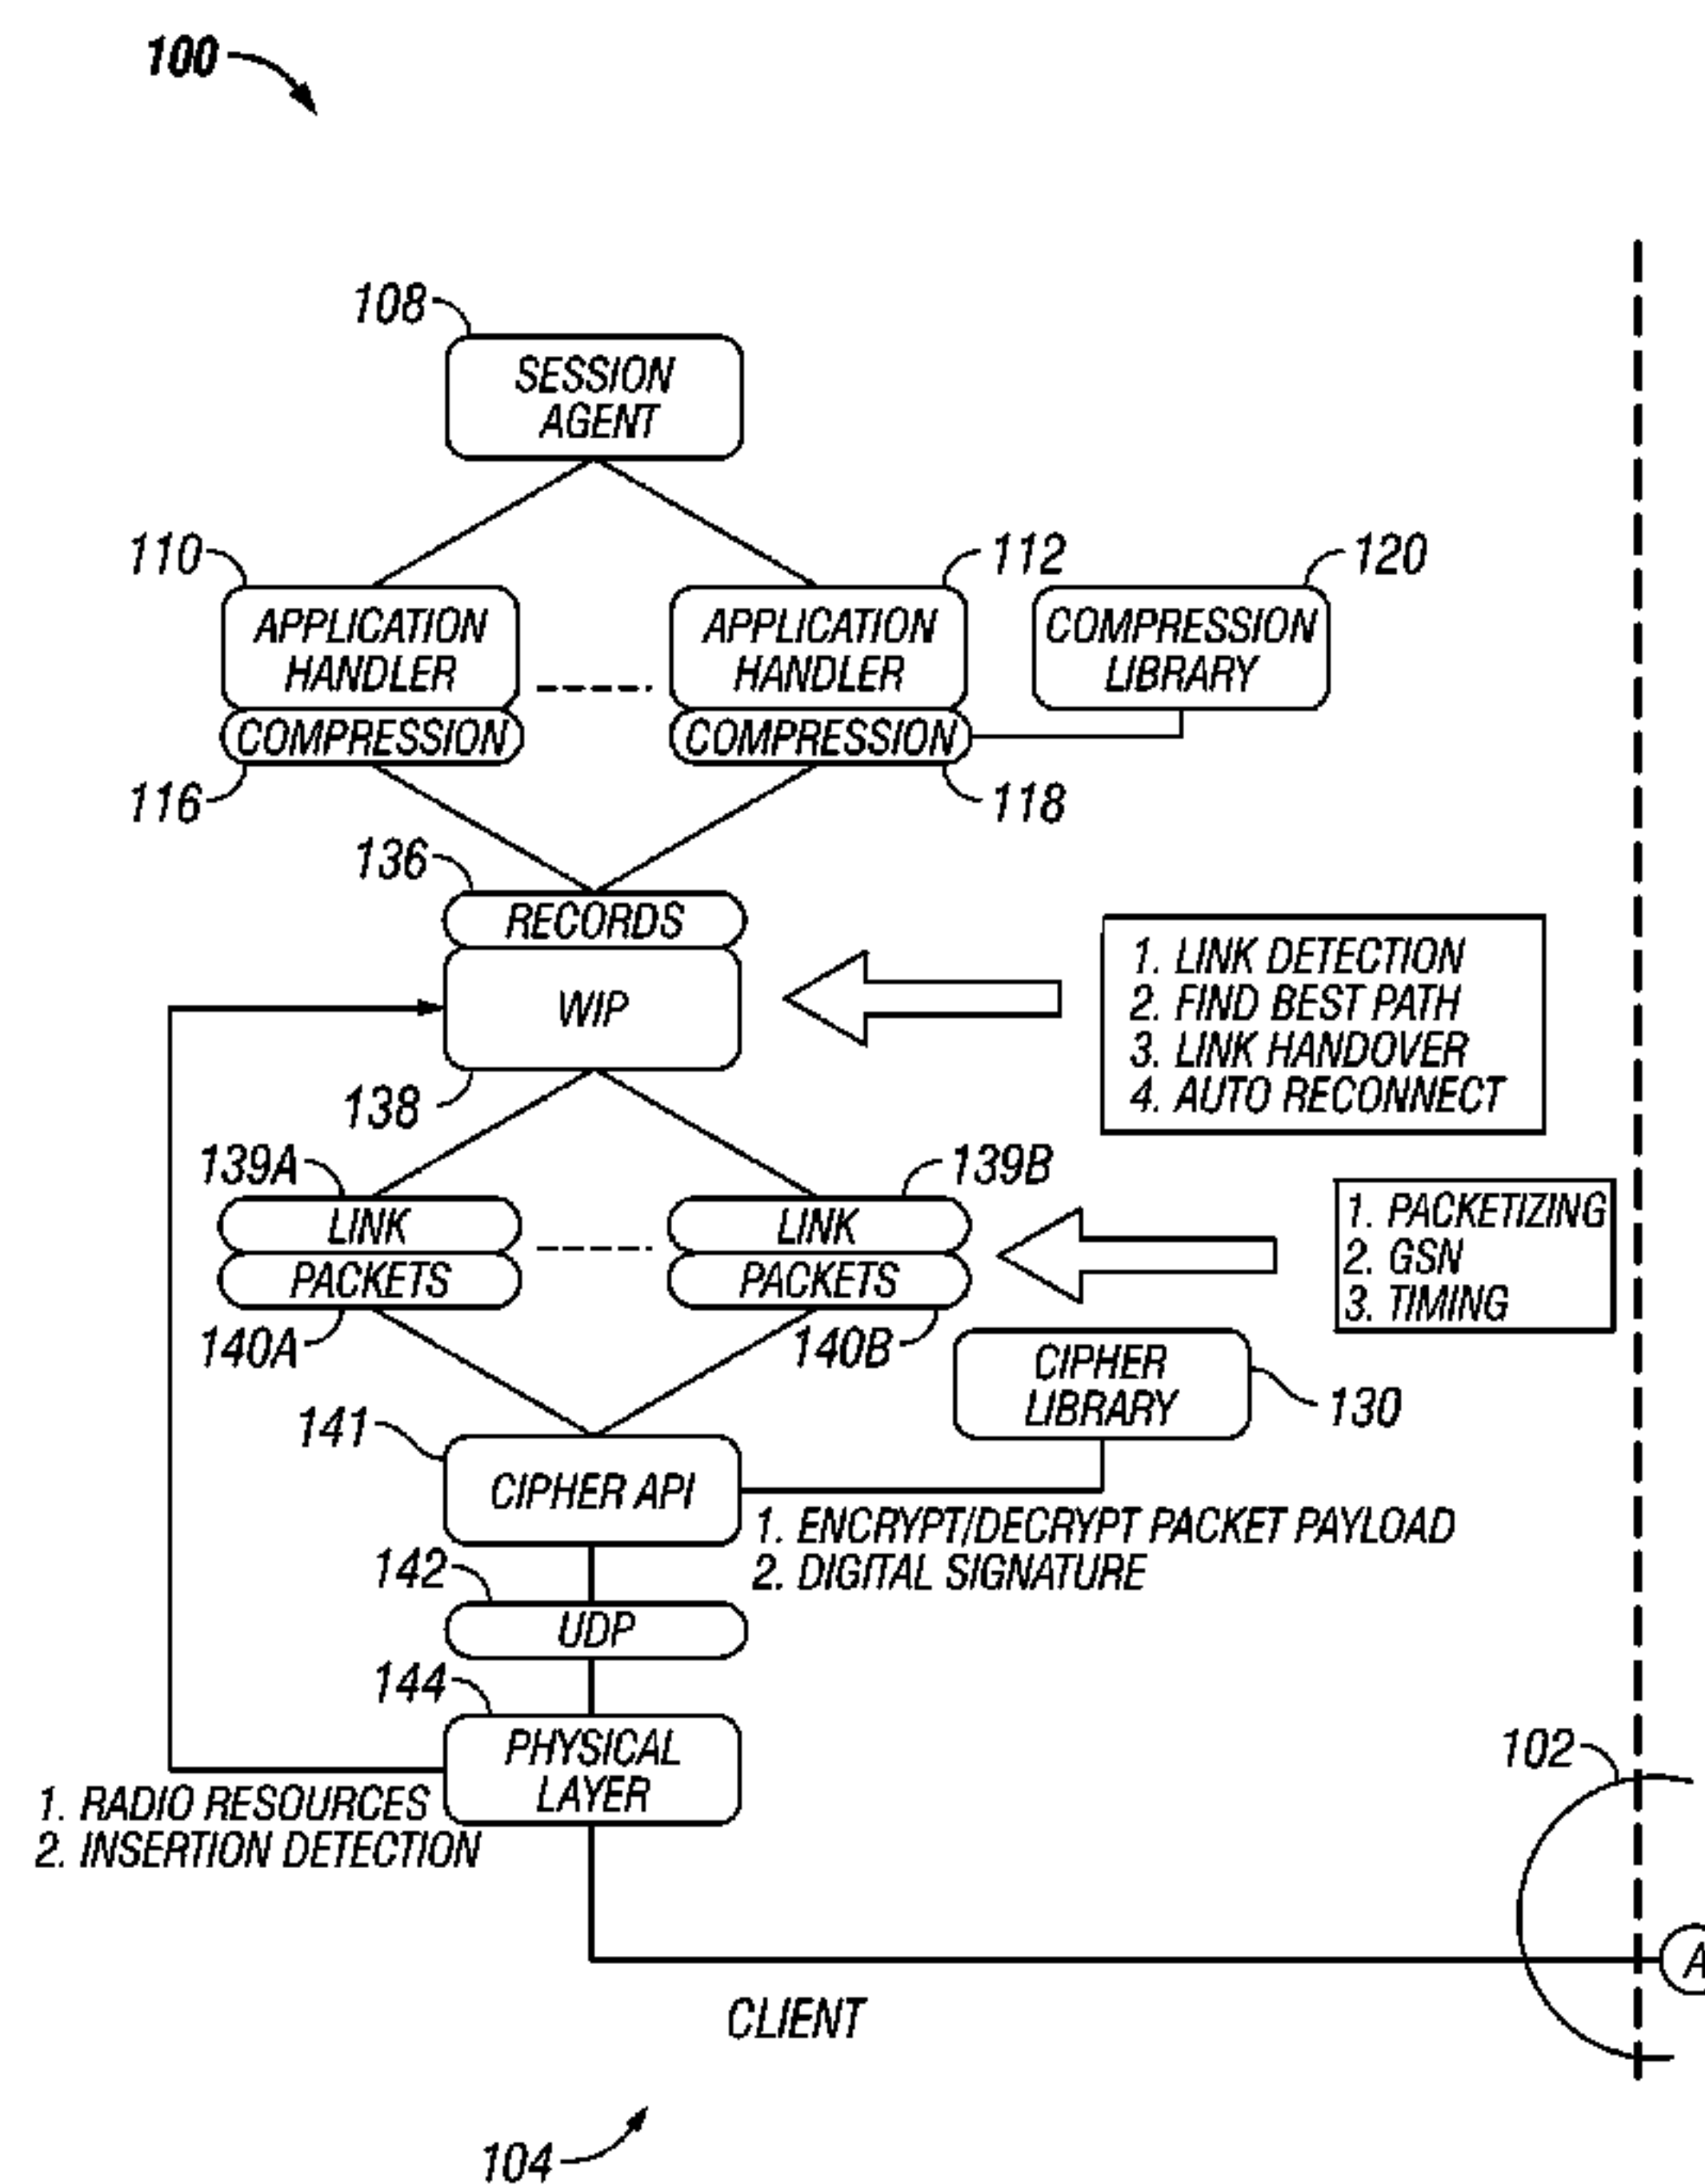 100
108
SESSION
AGENT
110
112
120
APPLICATION
HANDLER
APPLICATION
HANDLER
COMPRESSION
LIBRARY
COMPRESSION
COMPRESSION
116
118
136
RECORDS
WIP
138
1. LINK DETECTION
2. FIND BEST PATH
3. LINK HANDOVER
4. AUTO RECONNECT
139A
139B
LINK
LINK
PACKETS
PACKETS
1. PACKETIZING
2. GSN
3. TIMING
140A
140B
CIPHER
LIBRARY
130
141
CIPHER API
1. ENCRYPT/DECRYPT PACKET PAYLOAD
2. DIGITAL SIGNATURE
142
UDP
144
PHYSICAL
LAYER
1. RADIO RESOURCES
2. INSERTION DETECTION
102
A
CLIENT
104